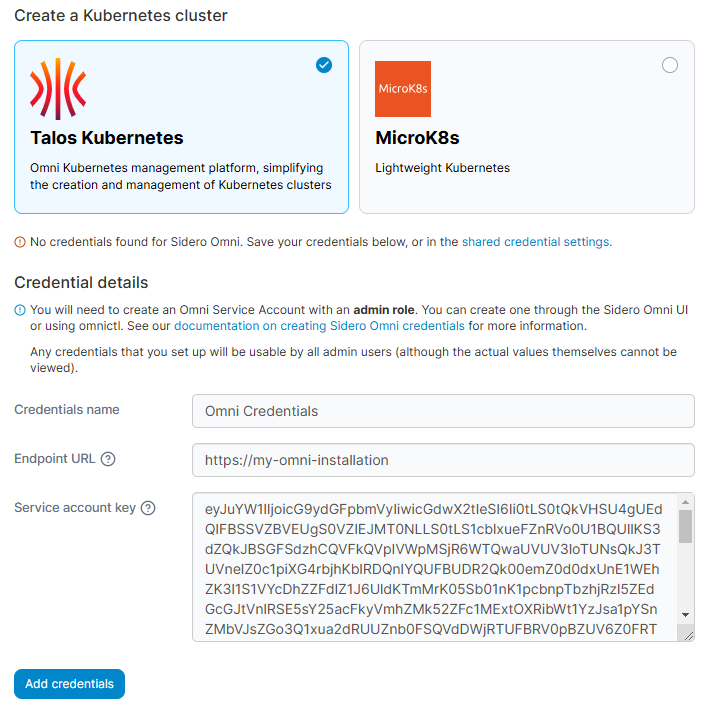 Create a Kubernetes cluster
Talos Kubernetes
Omni Kubernetes management platform, simplifying
the creation and management of Kubernetes clusters
MicroK8s
MicroK8s
Lightweight Kubernetes
No credentials found for Sidero Omni. Save your credentials below, or in the shared credential settings.
Credential details
You will need to create an Omni Service Account with an admin role. You can create one through the Sidero Omni UI
or using omnictl. See our documentation on creating Sidero Omni credentials for more information.
Any credentials that you set up will be usable by all admin users (although the actual values themselves cannot be
viewed).
Credentials name
Omni Credentials
Endpoint URL
https://my-omni-installation
Service account key
Add credentials